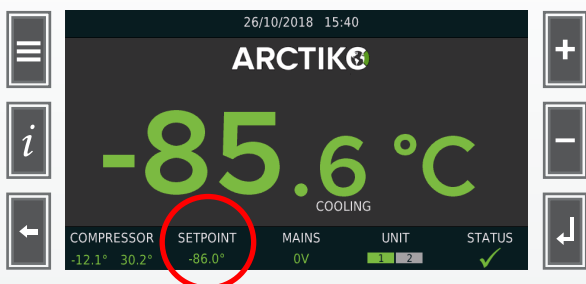 26/10/2018 15:40
ARCTIKO
-85.6 °C
COOLING
COMPRESSOR SETPOINT MAINS UNIT STATUS
-12.1° 30.2° -86.0° 0V 1 2
i